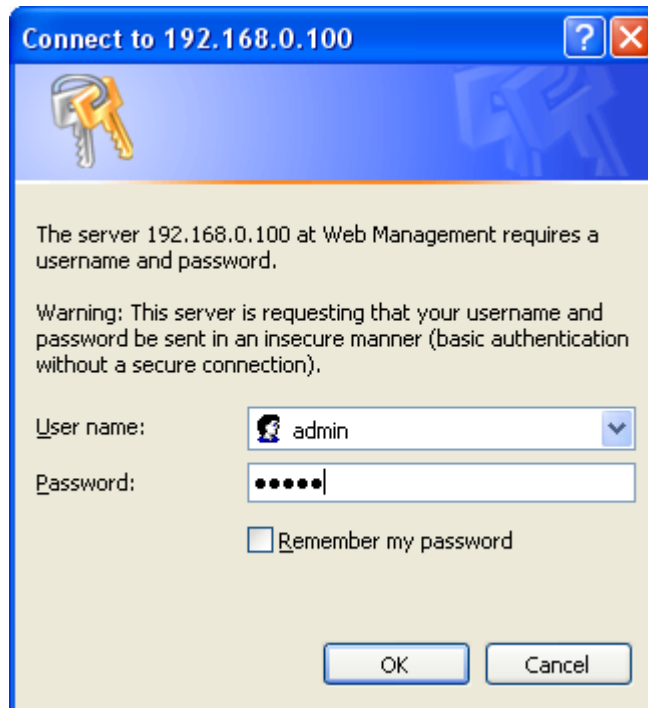 Connect to 192.168.0.100
The server 192.168.0.100 at Web Management requires a
username and password.
Warning: This server is requesting that your username and
password be sent in an insecure manner (basic authentication
without a secure connection).
User name:
admin
Password:
●●●●●
Remember my password
OK
Cancel